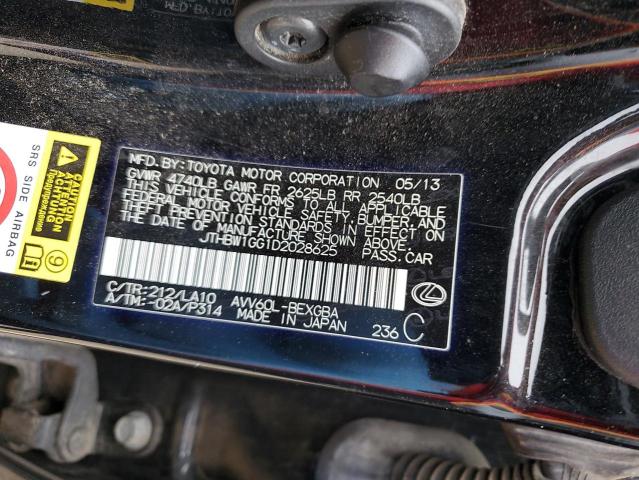 MFD. BY: TOYOTA MOTOR CORPORATION 05/13
GVWR 4740LB GAWR FR 2625LB RR 2540LB
THIS VEHICLE CONFORMS TO ALL APPLICABLE
FEDERAL MOTOR VEHICLE SAFETY, BUMPER AND
THEFT PREVENTION STANDARDS IN EFFECT ON
THE DATE OF MANUFACTURE SHOWN ABOVE.
JTHBW1GG1D2028625 PASS.CAR
C/TR:212/LA10 AVV60L-BEXGBA
A/TM:-02A/P314 MADE IN JAPAN 236 C
SRS SIDE AIRBAG
CAUTION
ATTENTION
Предупреждение
9